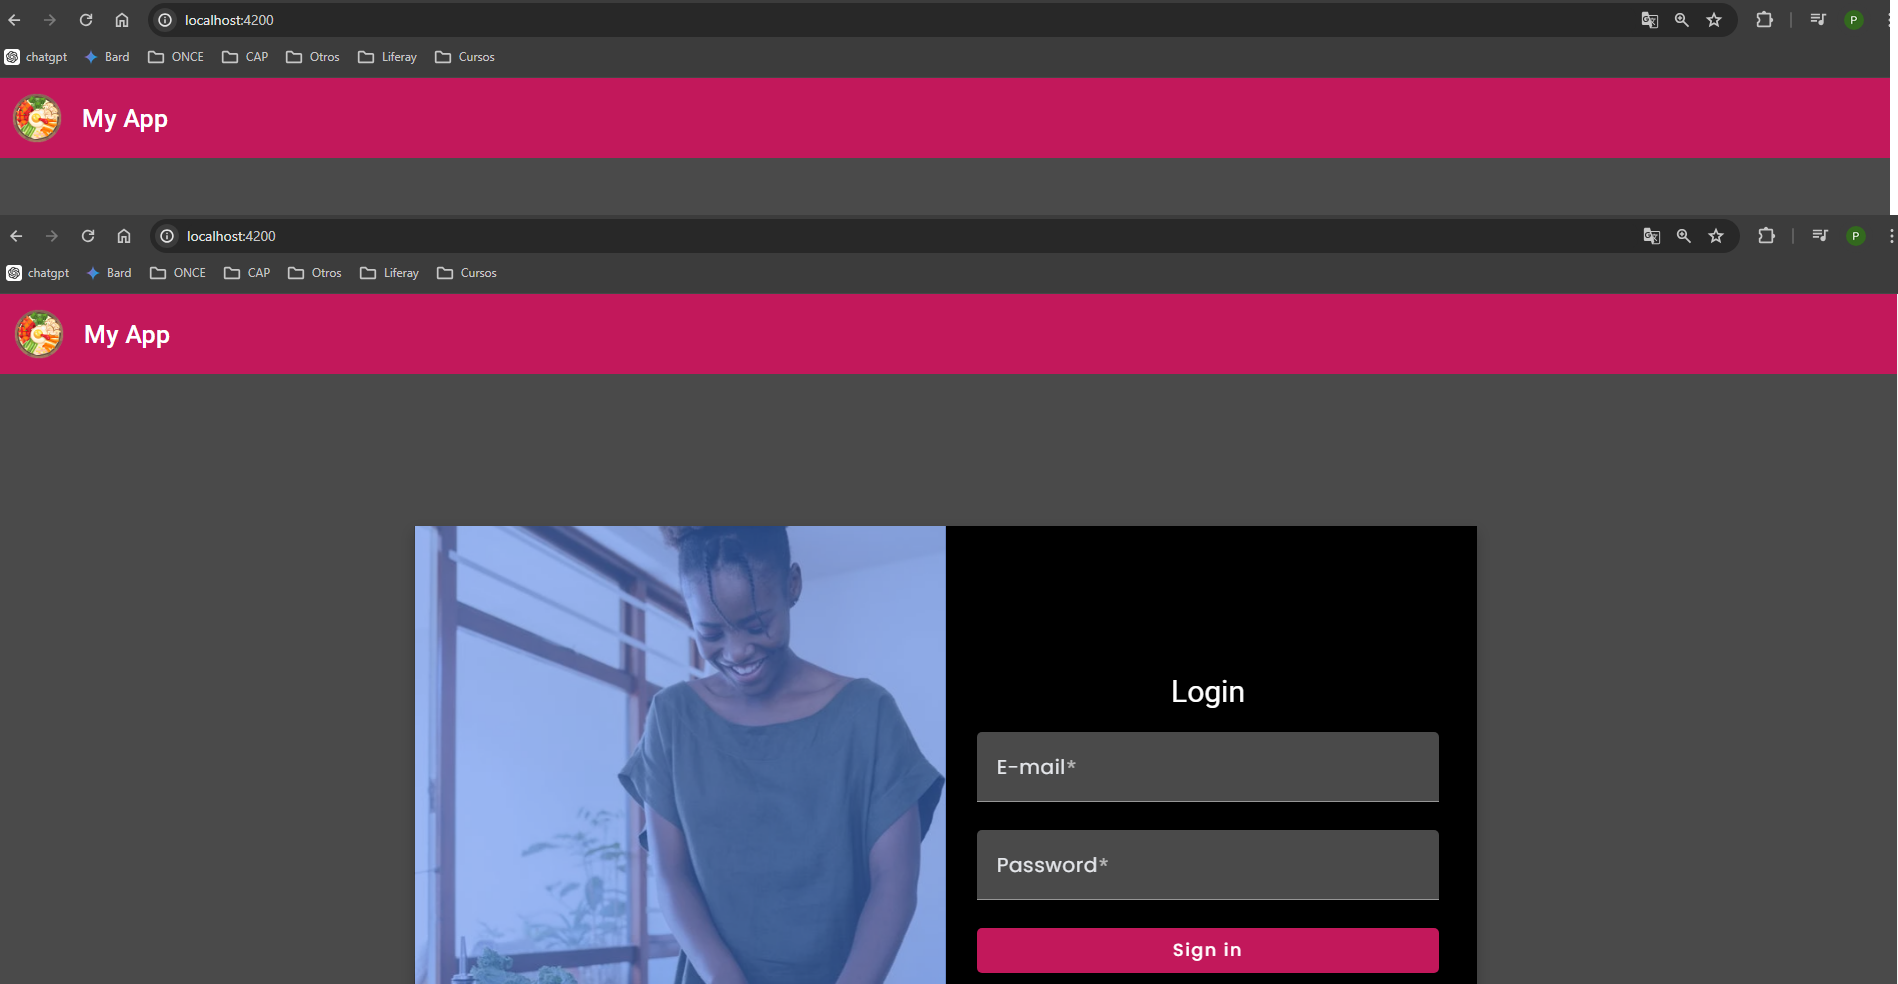 localhost:4200
P
chatgpt Bard ONCE CAP Otros Liferay Cursos
My App
localhost:4200
P
chatgpt Bard ONCE CAP Otros Liferay Cursos
My App
Login
E-mail*
Password*
Sign in